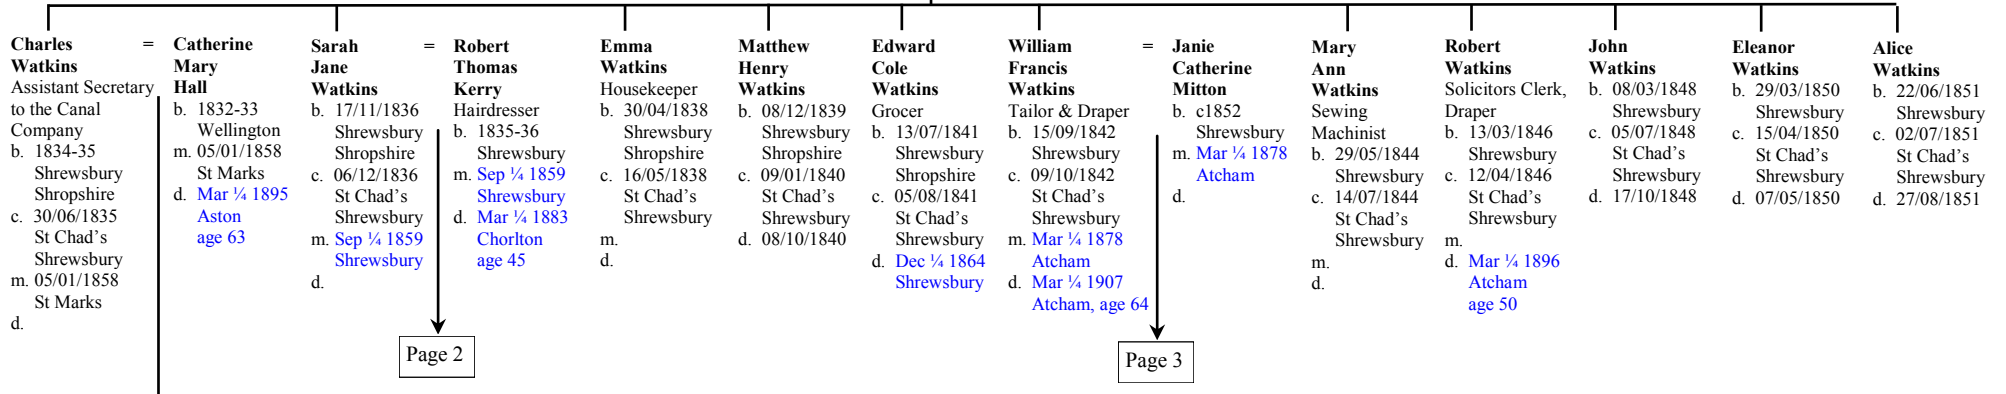 Charles
Watkins
Assistant Secretary
to the Canal
Company
b. 1834-35
Shrewsbury
Shropshire
c. 30/06/1835
St Chad's
Shrewsbury
m. 05/01/1858
St Marks
d.
=
Catherine
Mary
Hall
b. 1832-33
Wellington
m. 05/01/1858
St Marks
d. Mar ¼ 1895
Aston
age 63
Sarah
Jane
Watkins
b. 17/11/1836
Shrewsbury
Shropshire
c. 06/12/1836
St Chad's
Shrewsbury
m. Sep ¼ 1859
Shrewsbury
d.
=
Robert
Thomas
Kerry
Hairdresser
b. 1835-36
Shrewsbury
m. Sep ¼ 1859
Shrewsbury
d. Mar ¼ 1883
Chorlton
age 45
Page 2
Emma
Watkins
Housekeeper
b. 30/04/1838
Shrewsbury
Shropshire
c. 16/05/1838
St Chad's
Shrewsbury
m.
d.
Matthew
Henry
Watkins
b. 08/12/1839
Shrewsbury
Shropshire
c. 09/01/1840
St Chad's
Shrewsbury
d. 08/10/1840
Edward
Cole
Watkins
Grocer
b. 13/07/1841
Shrewsbury
Shropshire
c. 05/08/1841
St Chad's
Shrewsbury
d. Dec ¼ 1864
Shrewsbury
William
Francis
Watkins
Tailor & Draper
b. 15/09/1842
Shrewsbury
c. 09/10/1842
St Chad's
Shrewsbury
m. Mar ¼ 1878
Atcham
d. Mar ¼ 1907
Atcham, age 64
=
Janie
Catherine
Mitton
b. c1852
Shrewsbury
m. Mar ¼ 1878
Atcham
d.
Page 3
Mary
Ann
Watkins
Sewing
Machinist
b. 29/05/1844
Shrewsbury
c. 14/07/1844
St Chad's
Shrewsbury
m.
d.
Robert
Watkins
Solicitors Clerk,
Draper
b. 13/03/1846
Shrewsbury
c. 12/04/1846
St Chad's
Shrewsbury
m.
d. Mar ¼ 1896
Atcham
age 50
John
Watkins
b. 08/03/1848
Shrewsbury
c. 05/07/1848
St Chad's
Shrewsbury
d. 17/10/1848
Eleanor
Watkins
b. 29/03/1850
Shrewsbury
c. 15/04/1850
St Chad's
Shrewsbury
d. 07/05/1850
Alice
Watkins
b. 22/06/1851
Shrewsbury
c. 02/07/1851
St Chad's
Shrewsbury
d. 27/08/1851